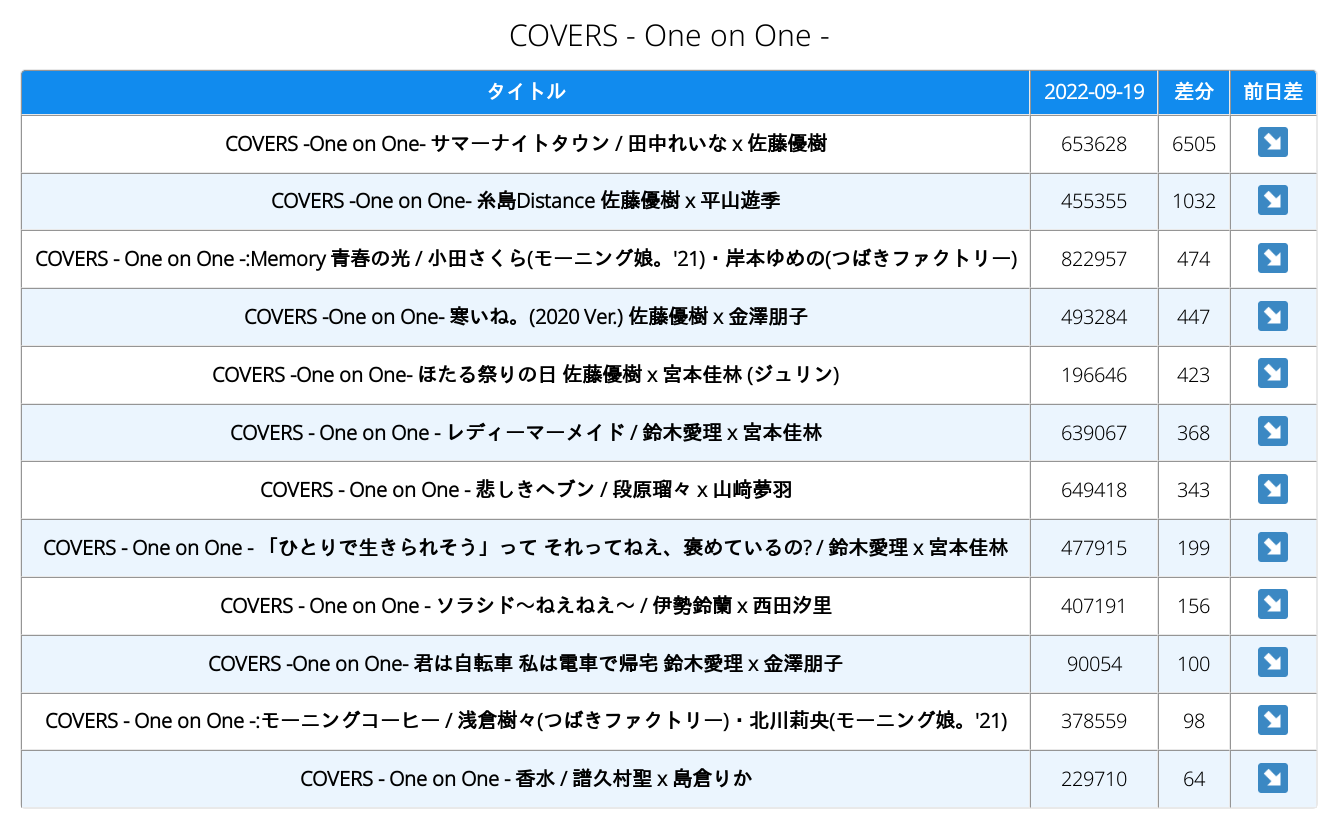 COVERS - One on One -
タイトル 2022-09-19 差分 前日差
COVERS -One on One- サマーナイトタウン / 田中れいな x 佐藤優樹 653628 6505
COVERS -One on One- 糸島Distance 佐藤優樹 x 平山遊季 455355 1032
COVERS - One on One -:Memory 青春の光 / 小田さくら(モーニング娘。'21)・岸本ゆめの(つばきファクトリー) 822957 474
COVERS -One on One- 寒いね。(2020 Ver.) 佐藤優樹 x 金澤朋子 493284 447
COVERS -One on One- ほたる祭りの日 佐藤優樹 x 宮本佳林 (ジュリン) 196646 423
COVERS - One on One - レディーマーメイド / 鈴木愛理 x 宮本佳林 639067 368
COVERS - One on One - 悲しきヘブン / 段原瑠々 x 山﨑夢羽 649418 343
COVERS - One on One - 「ひとりで生きられそう」って それってねえ、褒めているの? / 鈴木愛理 x 宮本佳林 477915 199
COVERS - One on One - ソラシド〜ねえねえ〜 / 伊勢鈴蘭 x 西田汐里 407191 156
COVERS -One on One- 君は自転車 私は電車で帰宅 鈴木愛理 x 金澤朋子 90054 100
COVERS - One on One -:モーニングコーヒー / 浅倉樹々(つばきファクトリー)・北川莉央(モーニング娘。'21) 378559 98
COVERS - One on One - 香水 / 譜久村聖 x 島倉りか 229710 64